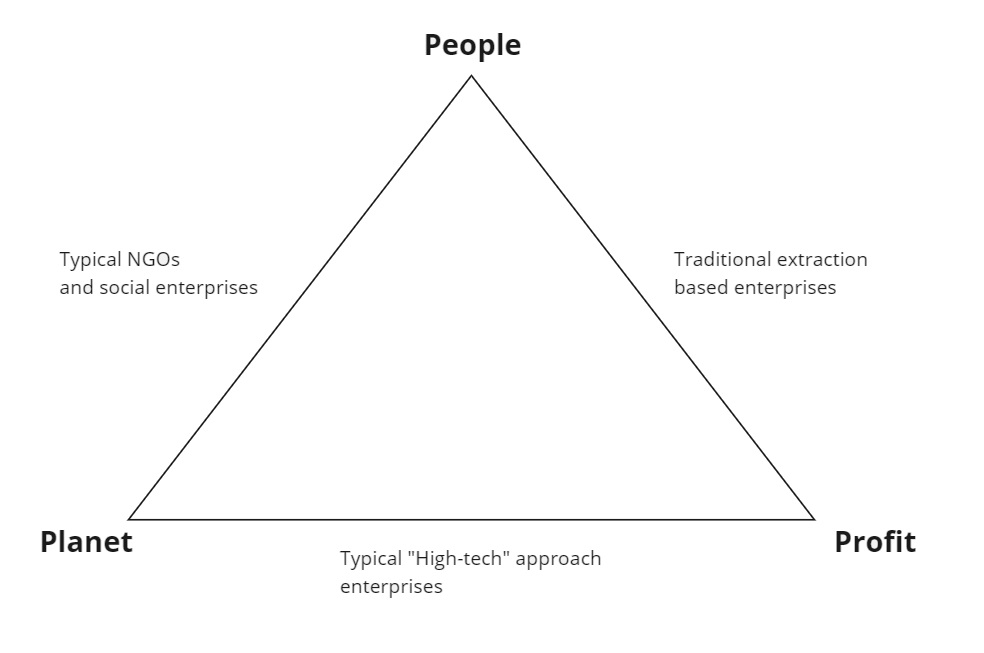 People
Typical NGOs
and social enterprises
Traditional extraction
based enterprises
Planet
Profit
Typical "High-tech" approach
enterprises